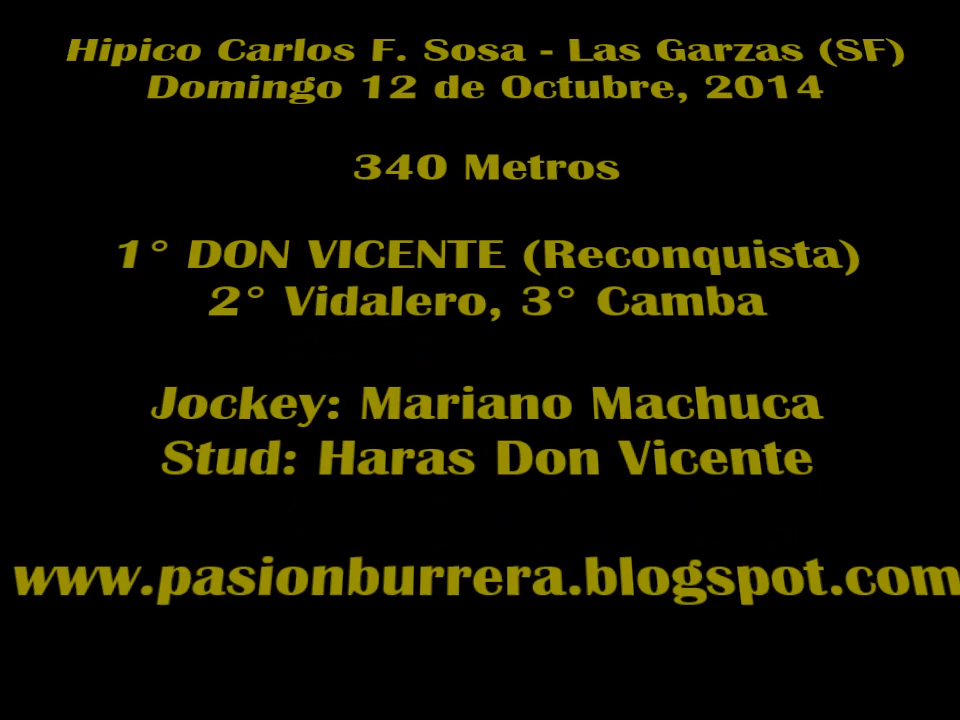 Hipico Carlos F. Sosa - Las Garzas (SF)
Domingo 12 de Octubre, 2014
340 Metros
1° DON VICENTE (Reconquista)
2° Vidalero, 3° Camba
Jockey: Mariano Machuca
Stud: Haras Don Vicente
www.pasionburrera.blogspot.com